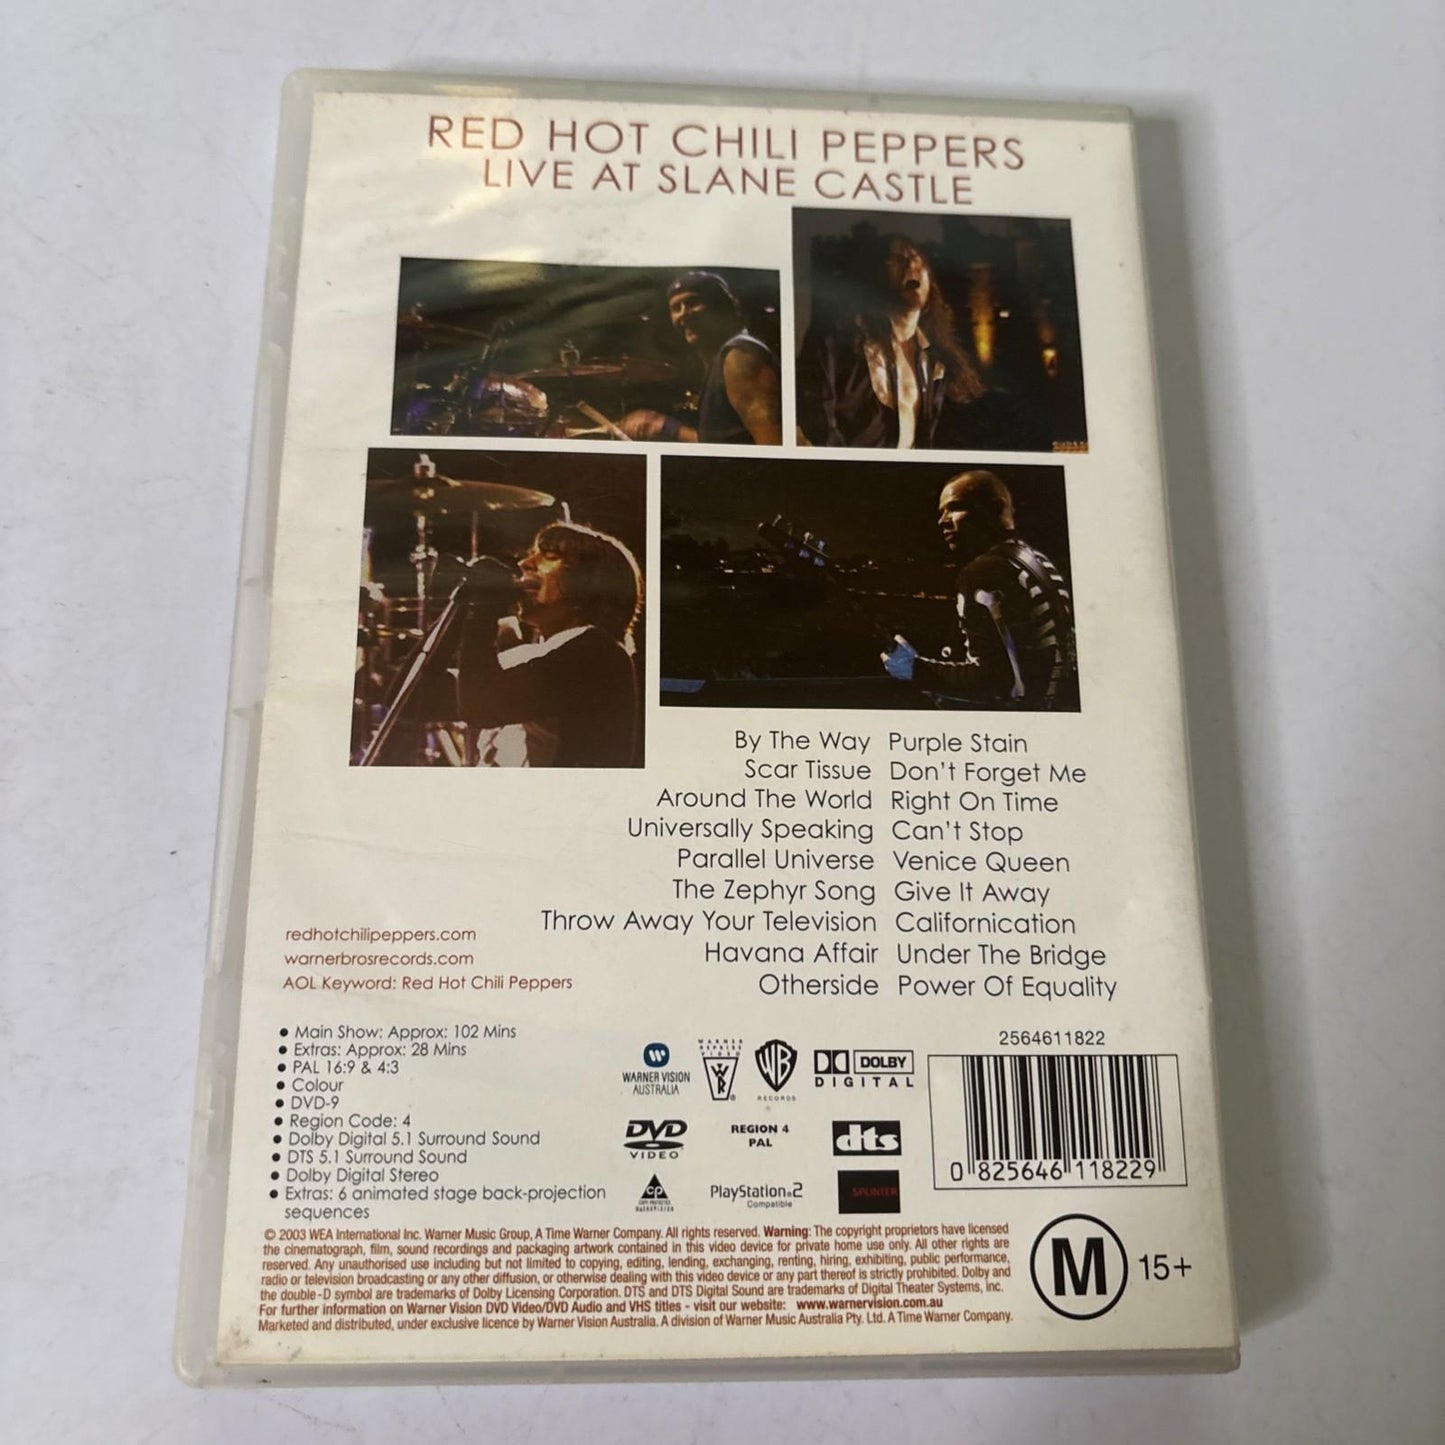 RED HOT CHILI PEPPERS
LIVE AT SLANE CASTLE
By The Way
Scar Tissue
Around The World
Universally Speaking
Parallel Universe
The Zephyr Song
Throw Away Your Television
Havana Affair
Otherside
Purple Stain
Don't Forget Me
Right On Time
Can't Stop
Venice Queen
Give It Away
Californication
Under The Bridge
Power Of Equality
redhotchilipeppers.com
warnerbrosrecords.com
AOL Keyword: Red Hot Chili Peppers
• Main Show: Approx: 102 Mins
• Extras: Approx: 28 Mins
• PAL 16:9 & 4:3
• Colour
• DVD-9
• Region Code: 4
• Dolby Digital 5.1 Surround Sound
• DTS 5.1 Surround Sound
• Dolby Digital Stereo
• Extras: 6 animated stage back-projection
sequences
WARNER VISION
AUSTRALIA
WARNER
REPRISE
VIDEO
WB
RECORDS
DOLBY
DIGITAL
DVD
VIDEO
REGION 4
PAL
dts
cp
COPY PROTECTED
MACROVISION
PlayStation.2
Compatible
SPLINTER
2564611822
0 825646 118229
© 2003 WEA International Inc. Warner Music Group, A Time Warner Company. All rights reserved. Warning: The copyright proprietors have licensed
the cinematograph, film, sound recordings and packaging artwork contained in this video device for private home use only. All other rights are
reserved. Any unauthorised use including but not limited to copying, editing, lending, exchanging, renting, hiring, exhibiting, public performance,
radio or television broadcasting or any other diffusion, or otherwise dealing with this video device or any part thereof is strictly prohibited. Dolby and
the double-D symbol are trademarks of Dolby Licensing Corporation. DTS and DTS Digital Sound are trademarks of Digital Theater Systems, inc.
For further information on Warner Vision DVD Video/DVD Audio and VHS titles - visit our website: www.warnervision.com.au
Marketed and distributed, under exclusive licence by Warner Vision Australia. A division of Warner Music Australia Pty. Ltd. A Time Warner Company.
M 15+